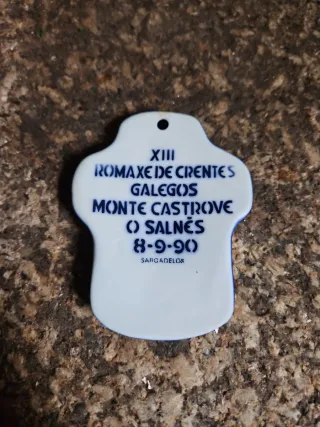 XIII
ROMAXE DE CRENTES
GALEGOS
MONTE CASTROVE
O SALNÉS
8-9-90
SARGADELOS